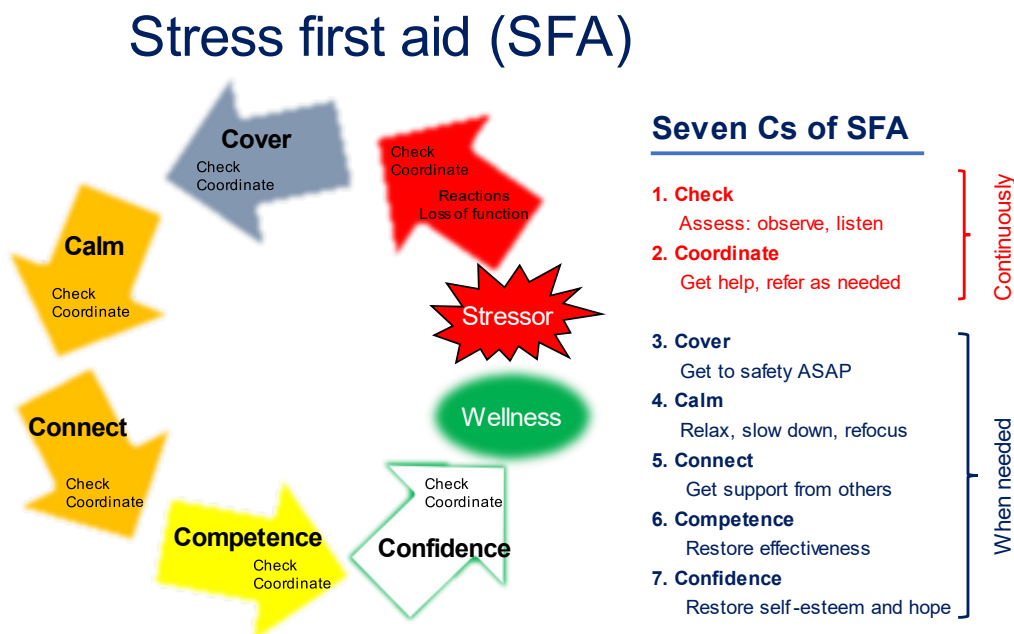 Stress first aid (SFA)
Cover
Check
Coordinate
Check
Coordinate
Reactions
Loss of function
Calm
Check
Coordinate
Stressor
Wellness
Connect
Check
Coordinate
Competence
Check
Coordinate
Check
Coordinate
Confidence
Seven Cs of SFA
1. Check
Assess: observe, listen
2. Coordinate
Get help, refer as needed
Continuously
3. Cover
Get to safety ASAP
4. Calm
Relax, slow down, refocus
5. Connect
Get support from others
6. Competence
Restore effectiveness
7. Confidence
Restore self-esteem and hope
When needed